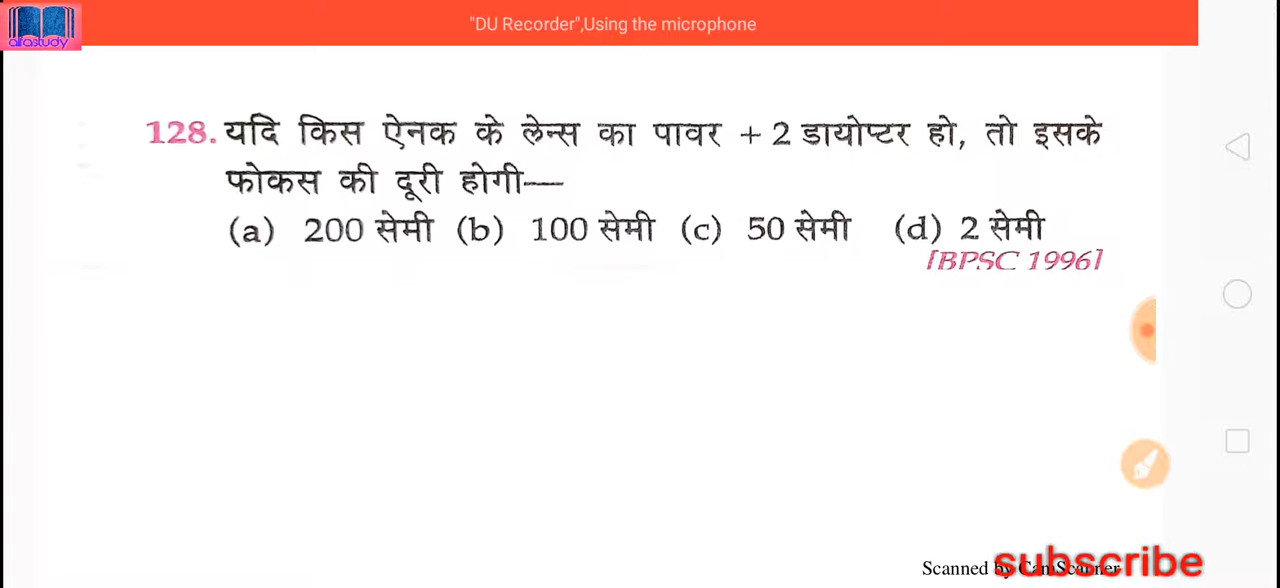 "DU Recorder",Using the microphone
alfastudy
128. यदि किस ऐनक के लेन्स का पावर + 2 डायोप्टर हो, तो इसके
फोकस की दूरी होगी—
(a) 200 सेमी (b) 100 सेमी (c) 50 सेमी (d) 2 सेमी
[BPSC 1996]
Scanned by CamScanner
subscribe